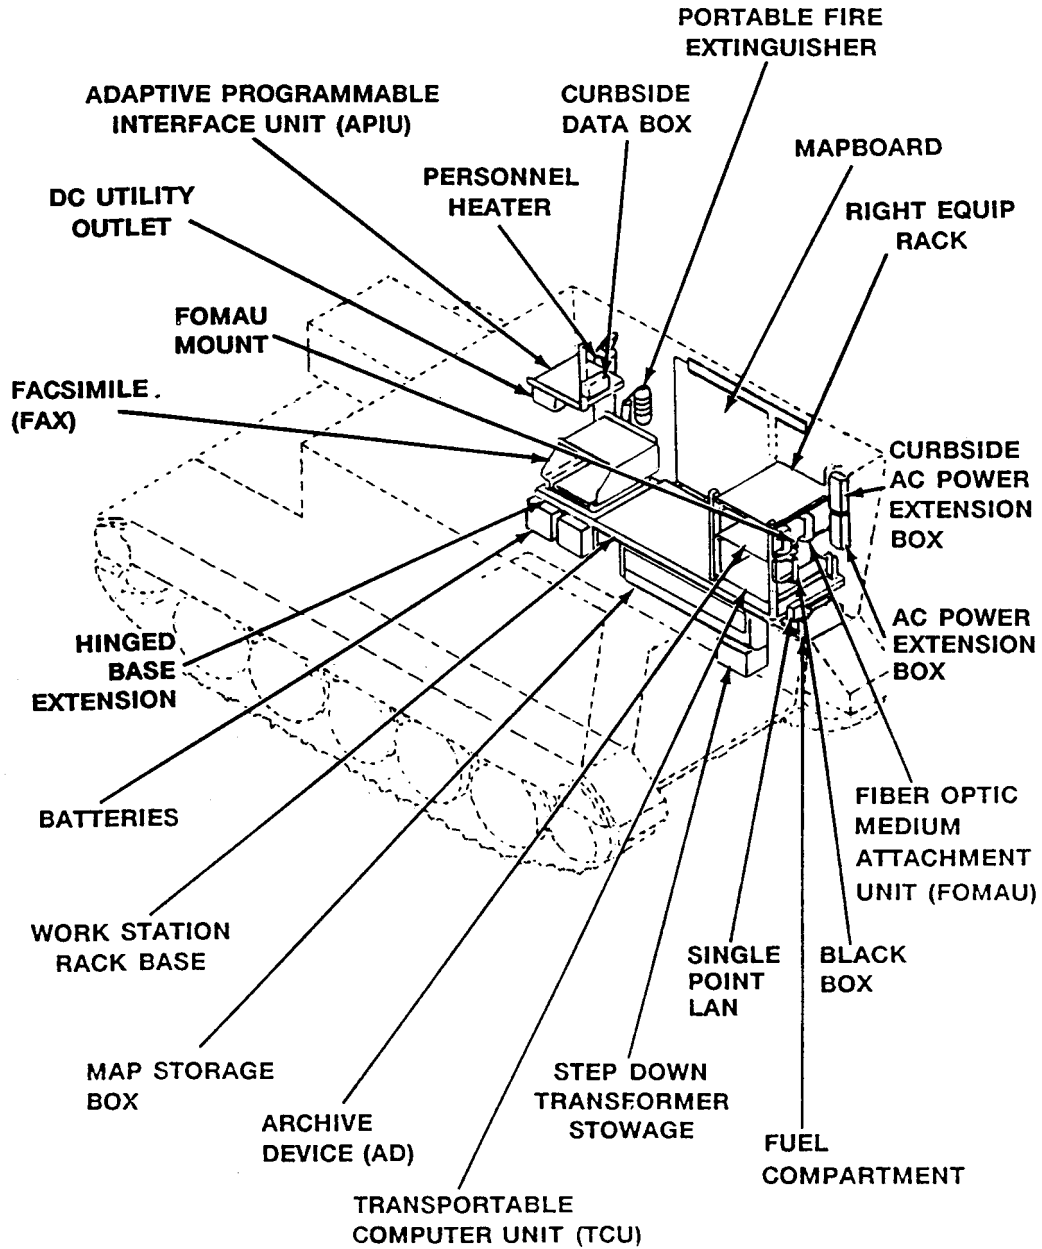 PORTABLE FIRE
EXTINGUISHER
ADAPTIVE PROGRAMMABLE
INTERFACE UNIT (APIU)
CURBSIDE
DATA BOX
MAPBOARD
PERSONNEL
HEATER
DC UTILITY
OUTLET
RIGHT EQUIP
RACK
FOMAU
MOUNT
FACSIMILE.
(FAX)
CURBSIDE
AC POWER
EXTENSION
BOX
HINGED
BASE
EXTENSION
AC POWER
EXTENSION
BOX
BATTERIES
FIBER OPTIC
MEDIUM
ATTACHMENT
UNIT (FOMAU)
WORK STATION
RACK BASE
SINGLE
POINT
LAN
BLACK
BOX
MAP STORAGE
BOX
STEP DOWN
TRANSFORMER
STOWAGE
ARCHIVE
DEVICE (AD)
FUEL
COMPARTMENT
TRANSPORTABLE
COMPUTER UNIT (TCU)